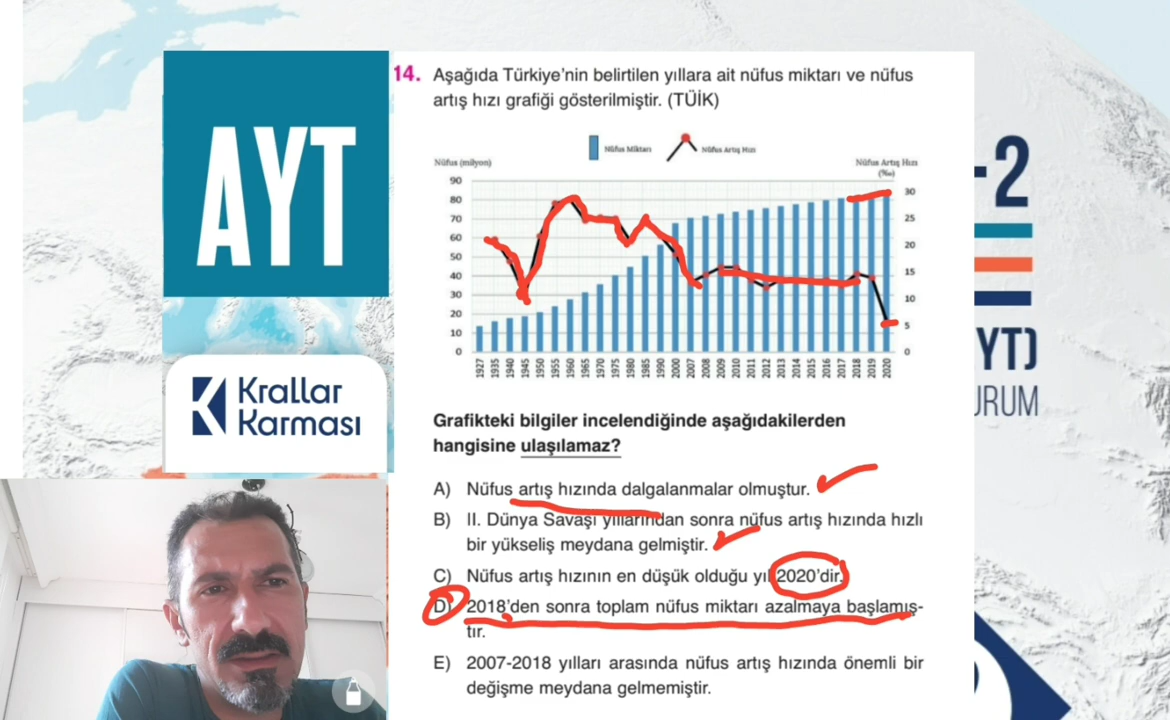 AYT
Krallar
Karması
14. Aşağıda Türkiye'nin belirtilen yıllara ait nüfus miktarı ve nüfus
artış hızı grafiği gösterilmiştir. (TÜİK)
Nüfus Miktarı
Nüfus Artış Hızı
Nüfus (milyon)
Nüfus Artış Hızı
(‰)
90
80
70
60
50
40
30
20
10
0
30
25
20
15
10
5
0
1927 1935 1940 1945 1950 1955 1960 1965 1970 1975 1980 1985 1990 2000 2007 2008 2009 2010 2011 2012 2013 2014 2015 2016 2017 2018 2019 2020
Grafikteki bilgiler incelendiğinde aşağıdakilerden
hangisine ulaşılamaz?
A) Nüfus artış hızında dalgalanmalar olmuştur.
B) II. Dünya Savaşı yıllarından sonra nüfus artış hızında hızlı
bir yükseliş meydana gelmiştir.
C) Nüfus artış hızının en düşük olduğu yıl 2020'dir.
D) 2018'den sonra toplam nüfus miktarı azalmaya başlamış-
tır.
E) 2007-2018 yılları arasında nüfus artış hızında önemli bir
değişme meydana gelmemiştir.
-2
YT)
URUM